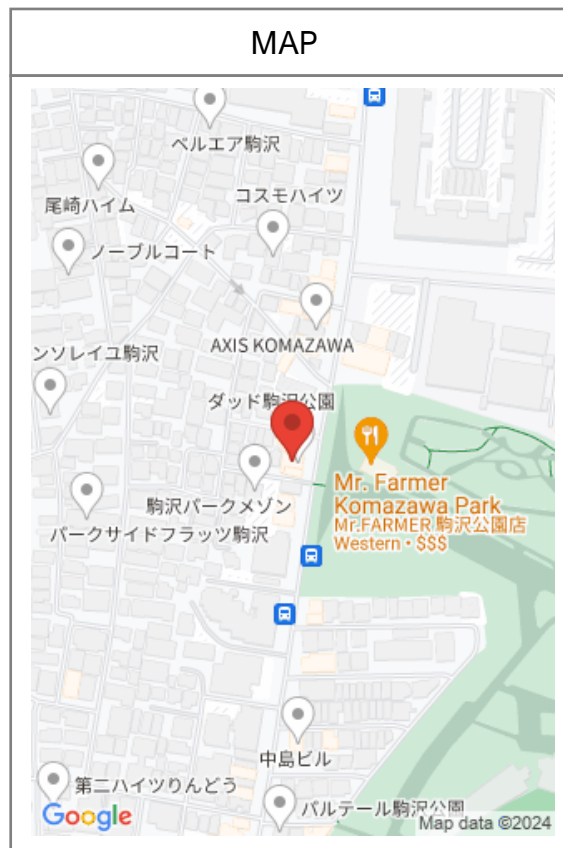 MAP
ベルエア駒沢
尾崎ハイム
コスモハイツ
ノーブルコート
AXIS KOMAZAWA
ンソレイユ駒沢
ダッド駒沢公園
Mr. Farmer
Komazawa Park
Mr.FARMER 駒沢公園店
Western • $$$
駒沢パークメゾン
パークサイドフラッツ駒沢
中島ビル
第二ハイツりんどう
パルテール駒沢公園
Google
Map data ©2024